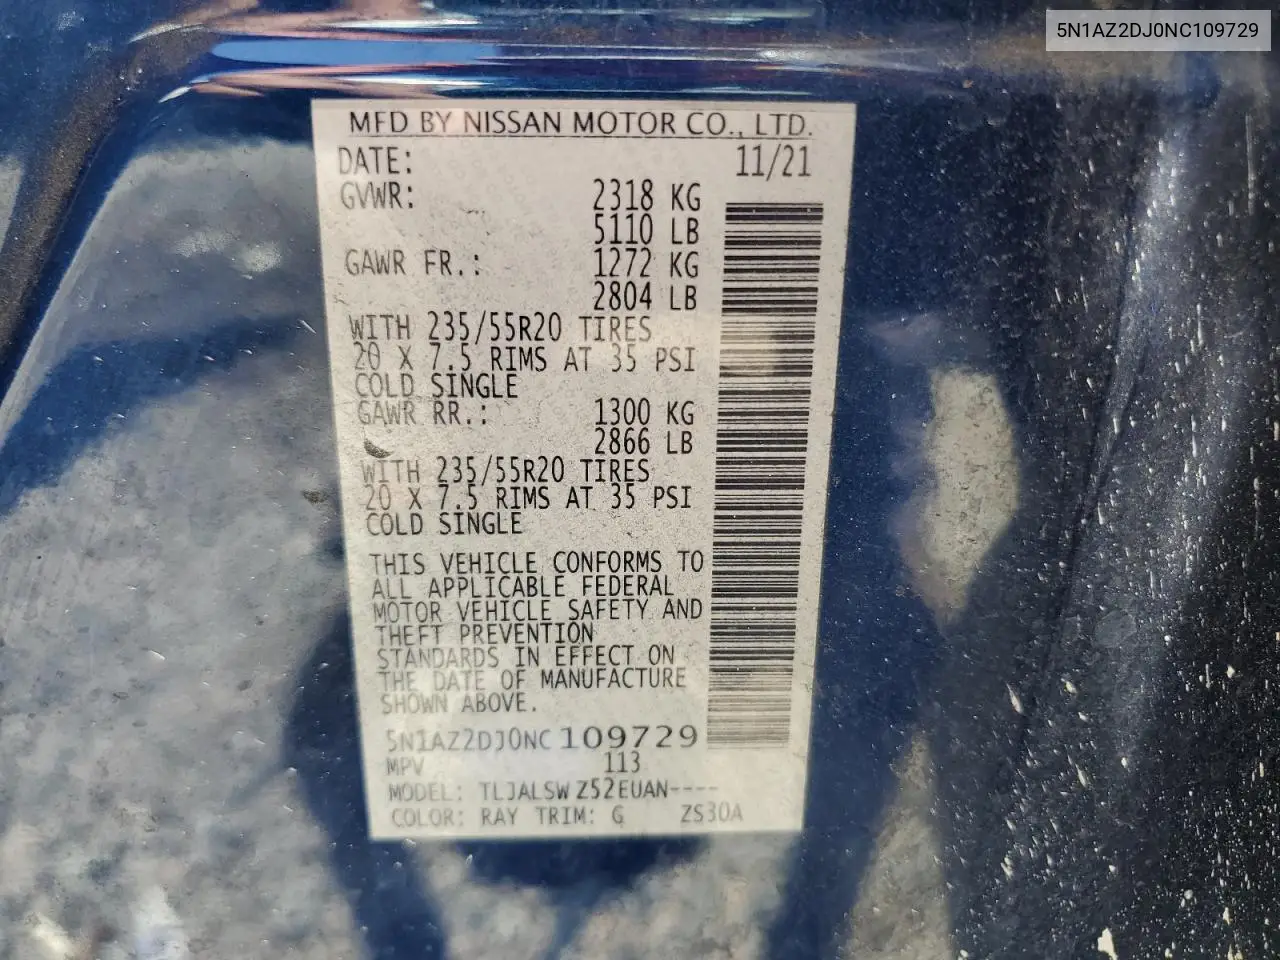 5N1AZ2DJ0NC109729
MFD BY NISSAN MOTOR CO., LTD.
DATE: 11/21
GVWR: 2318 KG
5110 LB
GAWR FR.: 1272 KG
2804 LB
WITH 235/55R20 TIRES
20 X 7.5 RIMS AT 35 PSI
COLD SINGLE
GAWR RR.: 1300 KG
2866 LB
WITH 235/55R20 TIRES
20 X 7.5 RIMS AT 35 PSI
COLD SINGLE
THIS VEHICLE CONFORMS TO
ALL APPLICABLE FEDERAL
MOTOR VEHICLE SAFETY AND
THEFT PREVENTION
STANDARDS IN EFFECT ON
THE DATE OF MANUFACTURE
SHOWN ABOVE.
5N1AZ2DJ0NC109729
MPV 113
MODEL: TLJALSW Z52EUAN----
COLOR: RAY TRIM: G ZS30A